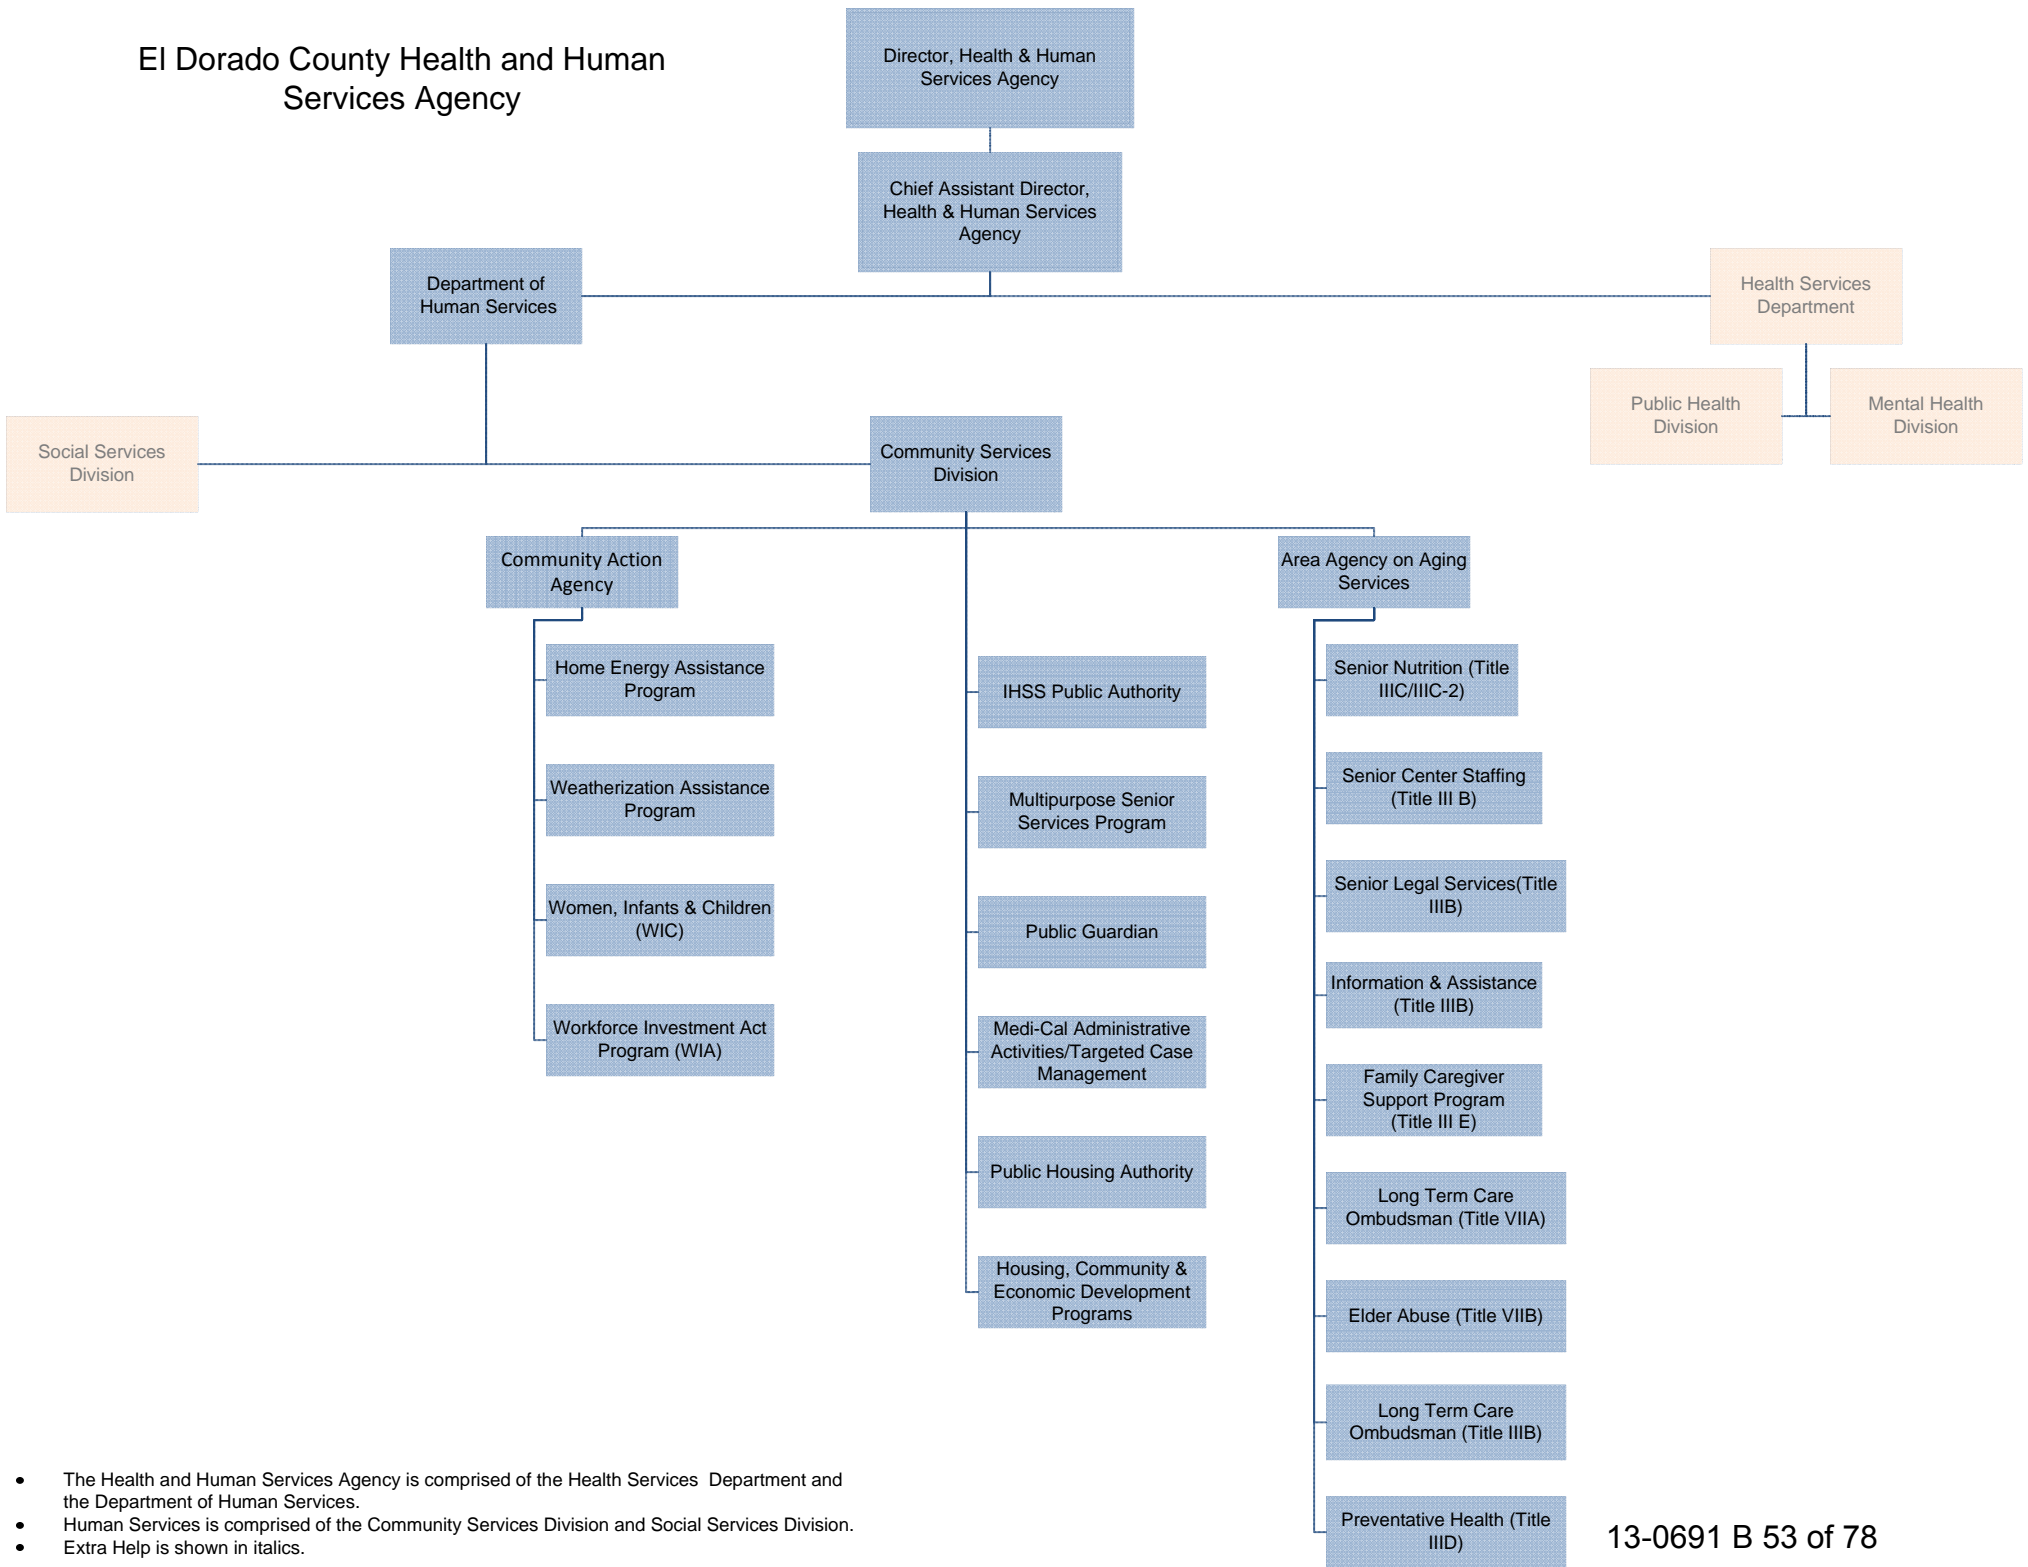 El Dorado County Health and Human
Services Agency
Director, Health & Human
Services Agency
Chief Assistant Director,
Health & Human Services
Agency
Department of
Human Services
Health Services
Department
Public Health
Division
Mental Health
Division
Social Services
Division
Community Services
Division
Community Action
Agency
Home Energy Assistance
Program
Weatherization Assistance
Program
Women, Infants & Children
(WIC)
Workforce Investment Act
Program (WIA)
IHSS Public Authority
Multipurpose Senior
Services Program
Public Guardian
Medi-Cal Administrative
Activities/Targeted Case
Management
Public Housing Authority
Housing, Community &
Economic Development
Programs
Area Agency on Aging
Services
Senior Nutrition (Title
IIIC/IIIC-2)
Senior Center Staffing
(Title III B)
Senior Legal Services(Title
IIIB)
Information & Assistance
(Title IIIB)
Family Caregiver
Support Program
(Title III E)
Long Term Care
Ombudsman (Title VIIA)
Elder Abuse (Title VIIB)
Long Term Care
Ombudsman (Title IIIB)
Preventative Health (Title
IIID)
• The Health and Human Services Agency is comprised of the Health Services  Department and
the Department of Human Services.
• Human Services is comprised of the Community Services Division and Social Services Division.
• Extra Help is shown in italics.
13-0691 B 53 of 78